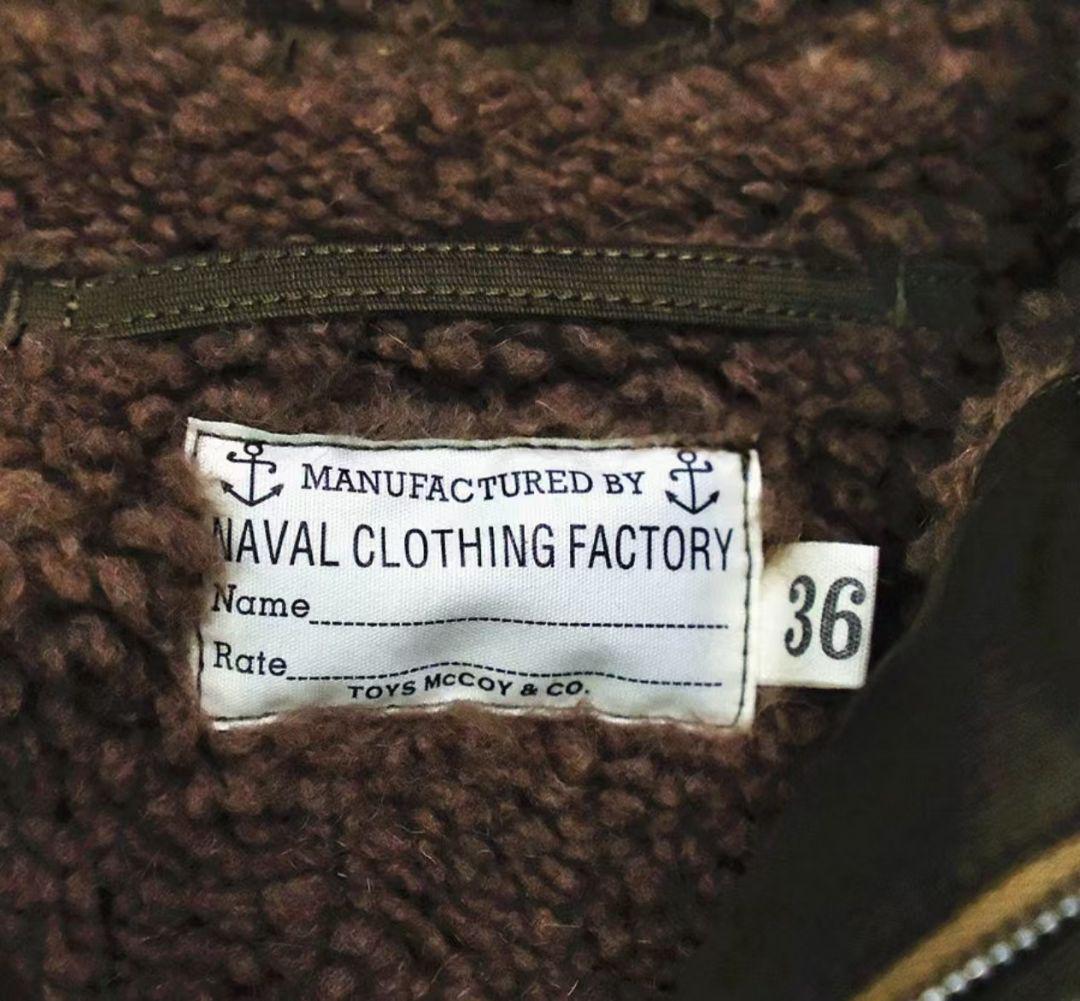 MANUFACTURED BY
NAVAL CLOTHING FACTORY
Name
Rate
TOYS McCOY & CO.
36